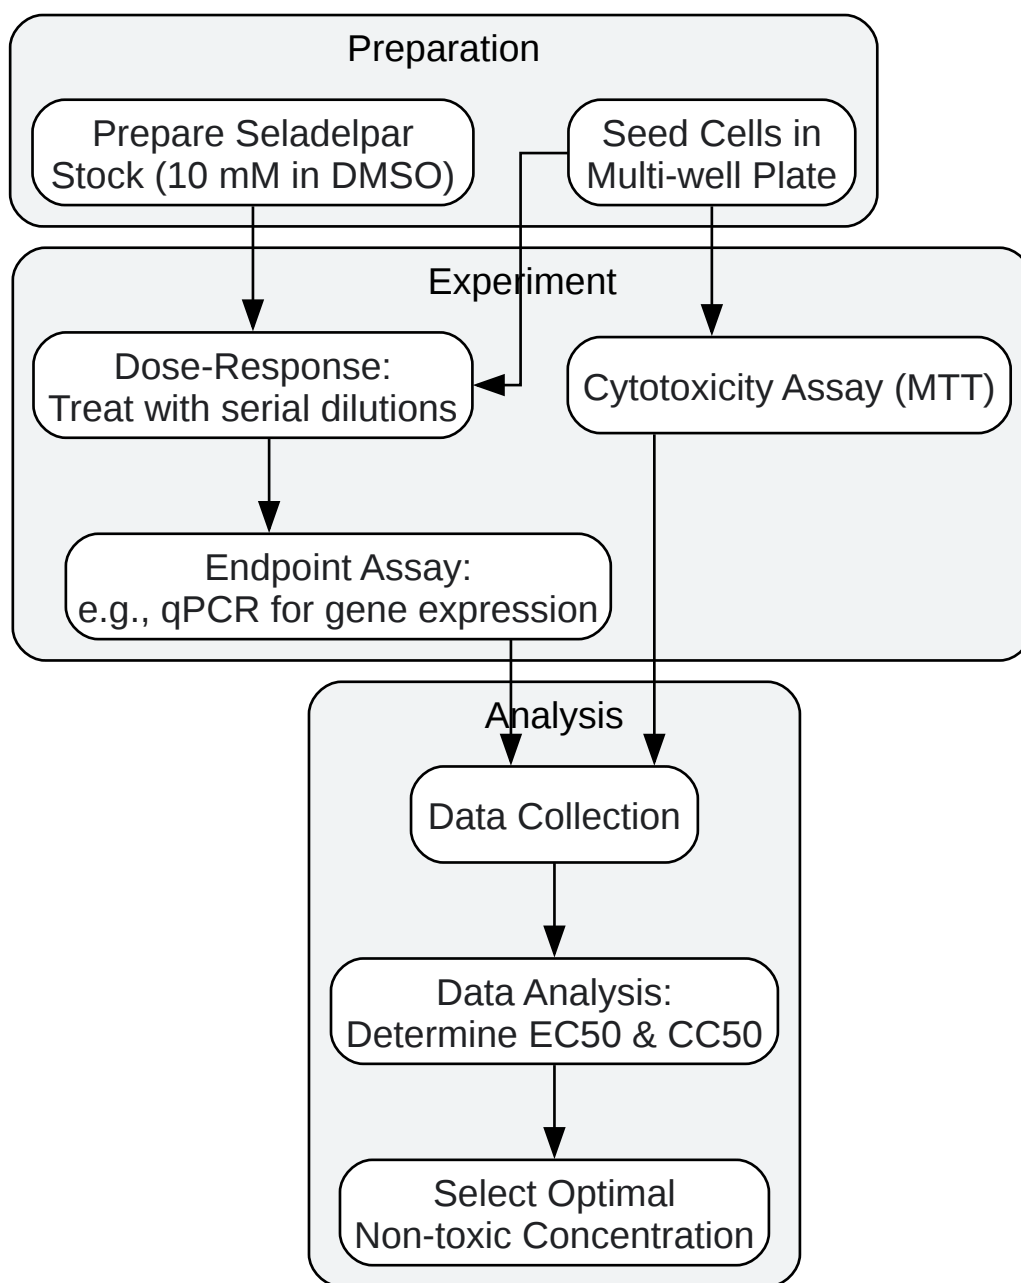 Preparation
Prepare Seladelpar
Stock (10 mM in DMSO)
Seed Cells in
Multi-well Plate
Experiment
Dose-Response:
Treat with serial dilutions
Cytotoxicity Assay (MTT)
Endpoint Assay:
e.g., qPCR for gene expression
Analysis
Data Collection
Data Analysis:
Determine EC50 & CC50
Select Optimal
Non-toxic Concentration